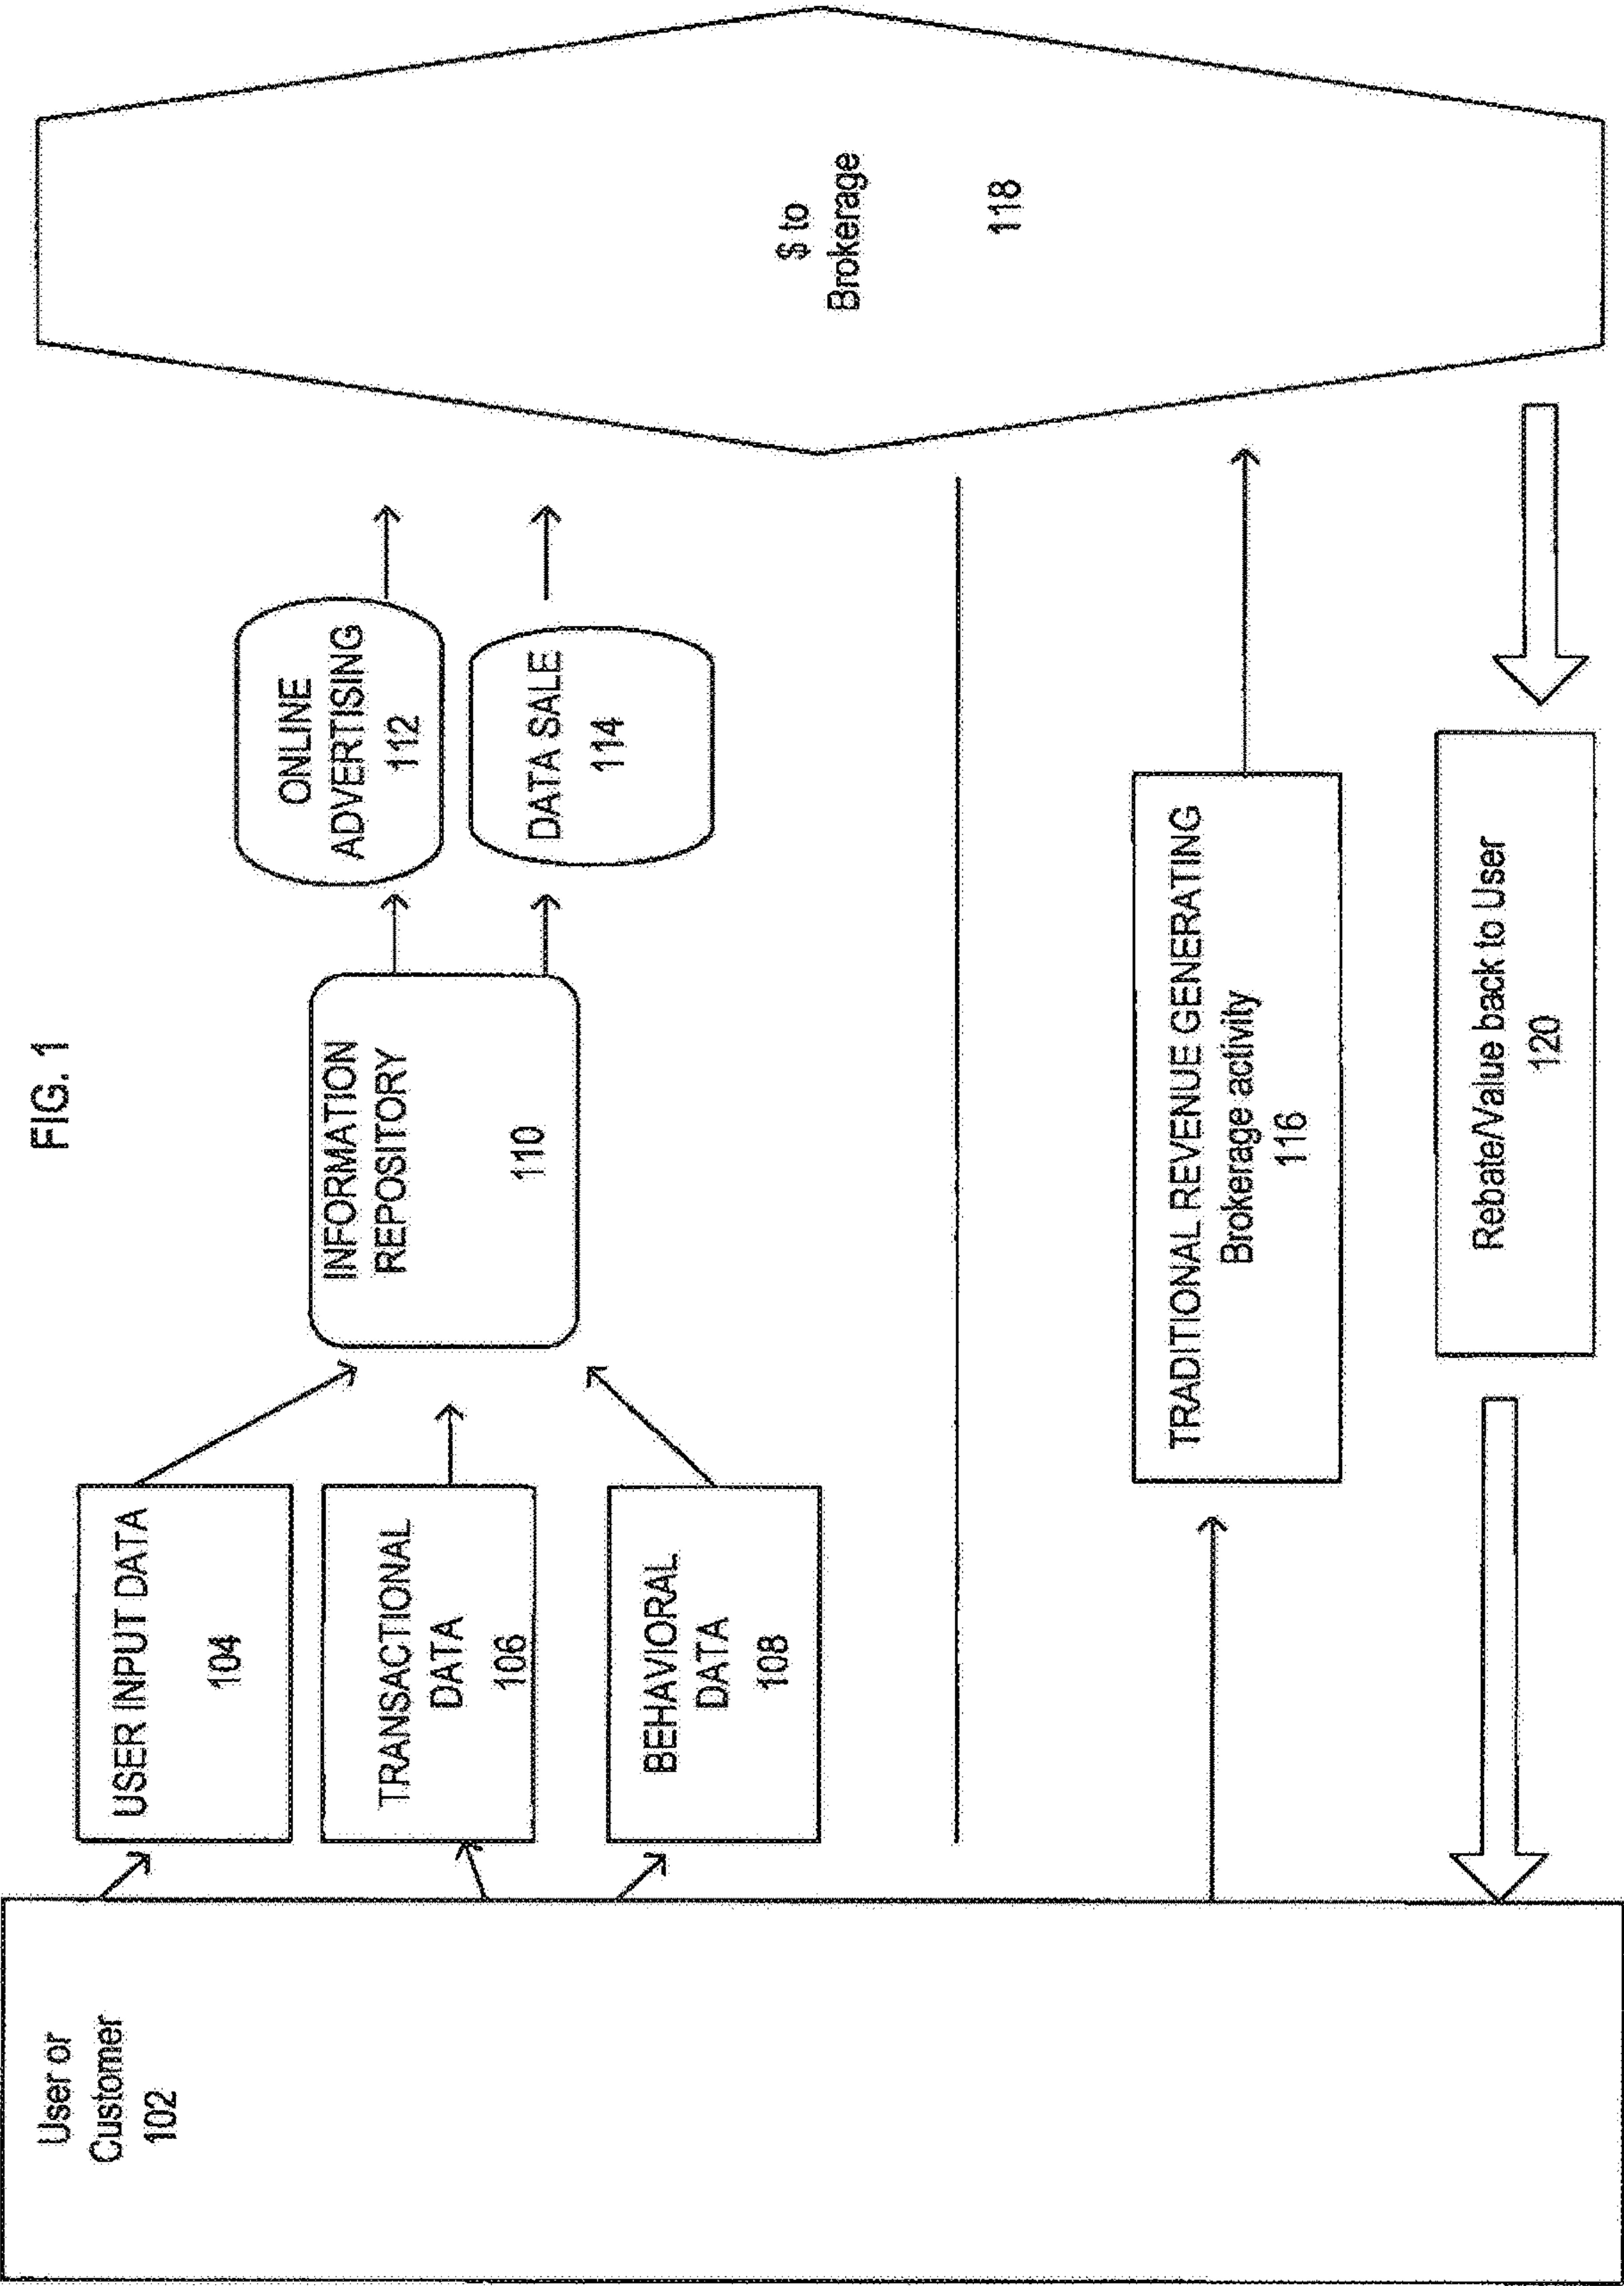 FIG. 1
User or
Customer
102
USER INPUT DATA
104
TRANSACTIONAL
DATA
106
BEHAVIORAL
DATA
108
INFORMATION
REPOSITORY
110
ONLINE
ADVERTISING
112
DATA SALE
114
$ to
Brokerage
118
TRADITIONAL REVENUE GENERATING
Brokerage activity
116
Rebate/Value back to User
120